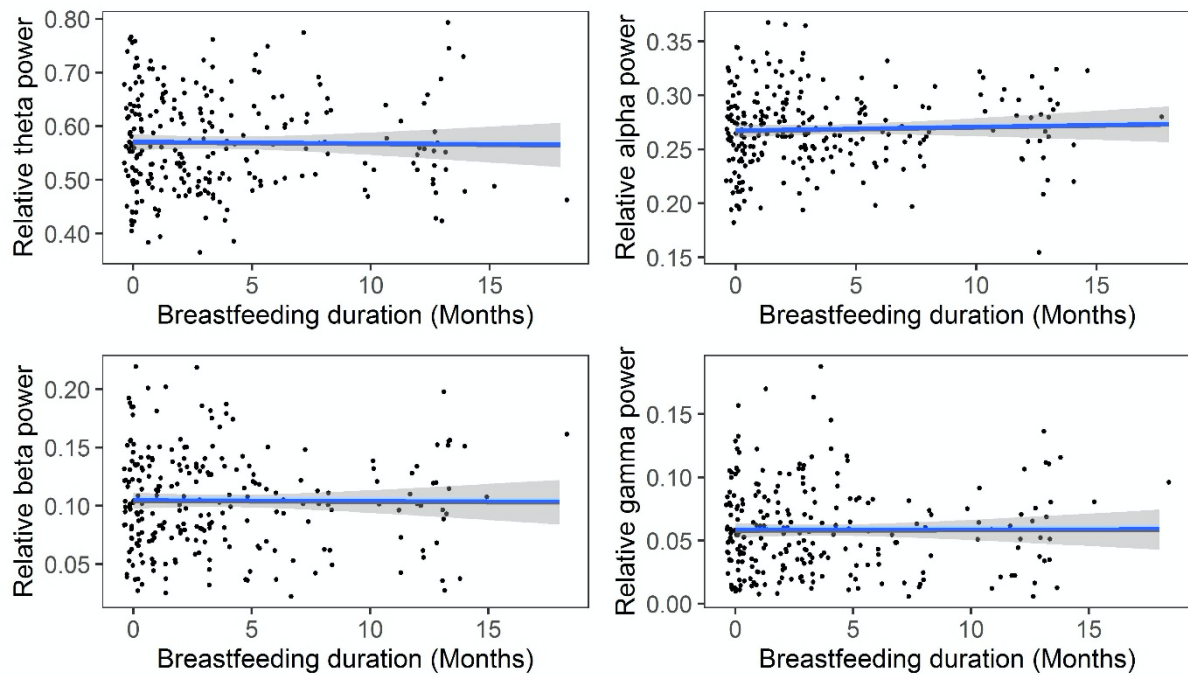 Relative theta power
0.80
0.70
0.60
0.50
0.40
0 5 10 15
Breastfeeding duration (Months)
Relative alpha power
0.35
0.30
0.25
0.20
0.15
0 5 10 15
Breastfeeding duration (Months)
Relative beta power
0.20
0.15
0.10
0.05
0 5 10 15
Breastfeeding duration (Months)
Relative gamma power
0.15
0.10
0.05
0.00
0 5 10 15
Breastfeeding duration (Months)